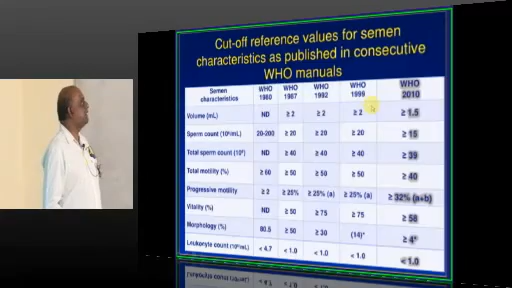 Cut-off reference values for semen
characteristics as published in consecutive
WHO manuals
Semen characteristics WHO 1980 WHO 1987 WHO 1992 WHO 1999 WHO 2010
Volume (mL) ND ≥ 2 ≥ 2 ≥ 2 ≥ 1.5
Sperm count (10⁶/mL) 20-200 ≥ 20 ≥ 20 ≥ 20 ≥ 15
Total sperm count (10⁶) ND ≥ 40 ≥ 40 ≥ 40 ≥ 39
Total motility (%) ≥ 60 ≥ 50 ≥ 50 ≥ 50 ≥ 40
Progressive motility ≥ 2 ≥ 25% ≥ 25% (a) ≥ 25% (a) ≥ 32% (a+b)
Vitality (%) ND ≥ 50 ≥ 75 ≥ 75 ≥ 58
Morphology (%) 80.5 ≥ 50 ≥ 30 (14)* ≥ 4*
Leukocyte count (10⁶/mL) < 4.7 < 1.0 < 1.0 < 1.0 < 1.0